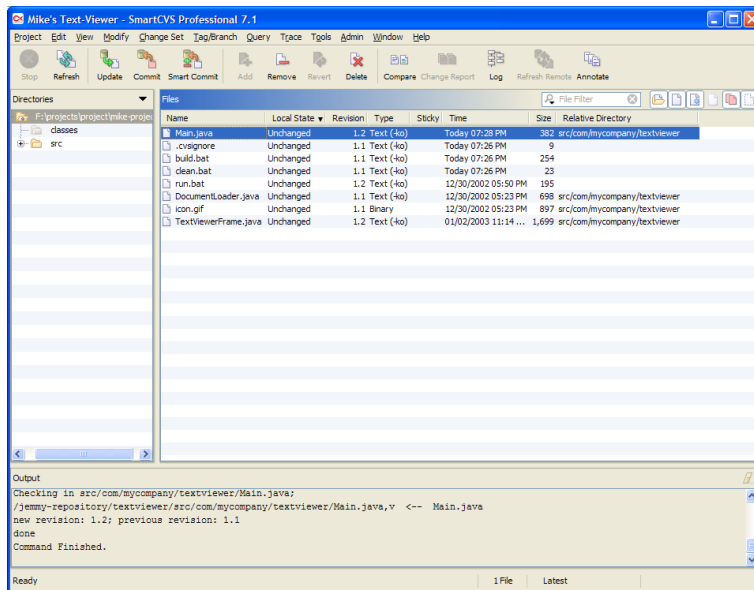 Mike's Text-Viewer - SmartCVS Professional 7.1
Project Edit View Modify Change Set Tag/Branch Query Trace Tools Admin Window Help
Stop Refresh Update Commit Smart Commit Add Remove Revert Delete Compare Change Report Log Refresh Remote Annotate
Directories Files File Filter
F:\projects\project\mike-projec
classes
src
Name Local State Revision Type Sticky Time Size Relative Directory
Main.java Unchanged 1.2 Text (-ko) Today 07:28 PM 382 src/com/mycompany/textviewer
.cvsignore Unchanged 1.1 Text (-ko) Today 07:26 PM 9
build.bat Unchanged 1.1 Text (-ko) Today 07:26 PM 254
clean.bat Unchanged 1.1 Text (-ko) Today 07:26 PM 23
run.bat Unchanged 1.2 Text (-ko) 12/30/2002 05:50 PM 195
DocumentLoader.java Unchanged 1.1 Text (-ko) 12/30/2002 05:23 PM 698 src/com/mycompany/textviewer
icon.gif Unchanged 1.1 Binary 12/30/2002 05:23 PM 897 src/com/mycompany/textviewer
TextViewerFrame.java Unchanged 1.2 Text (-ko) 01/02/2003 11:14 ... 1,699 src/com/mycompany/textviewer
Output
Checking in src/com/mycompany/textviewer/Main.java;
/jemmy-repository/textviewer/src/com/mycompany/textviewer/Main.java,v <-- Main.java
new revision: 1.2; previous revision: 1.1
done
Command Finished.
Ready 1 File Latest